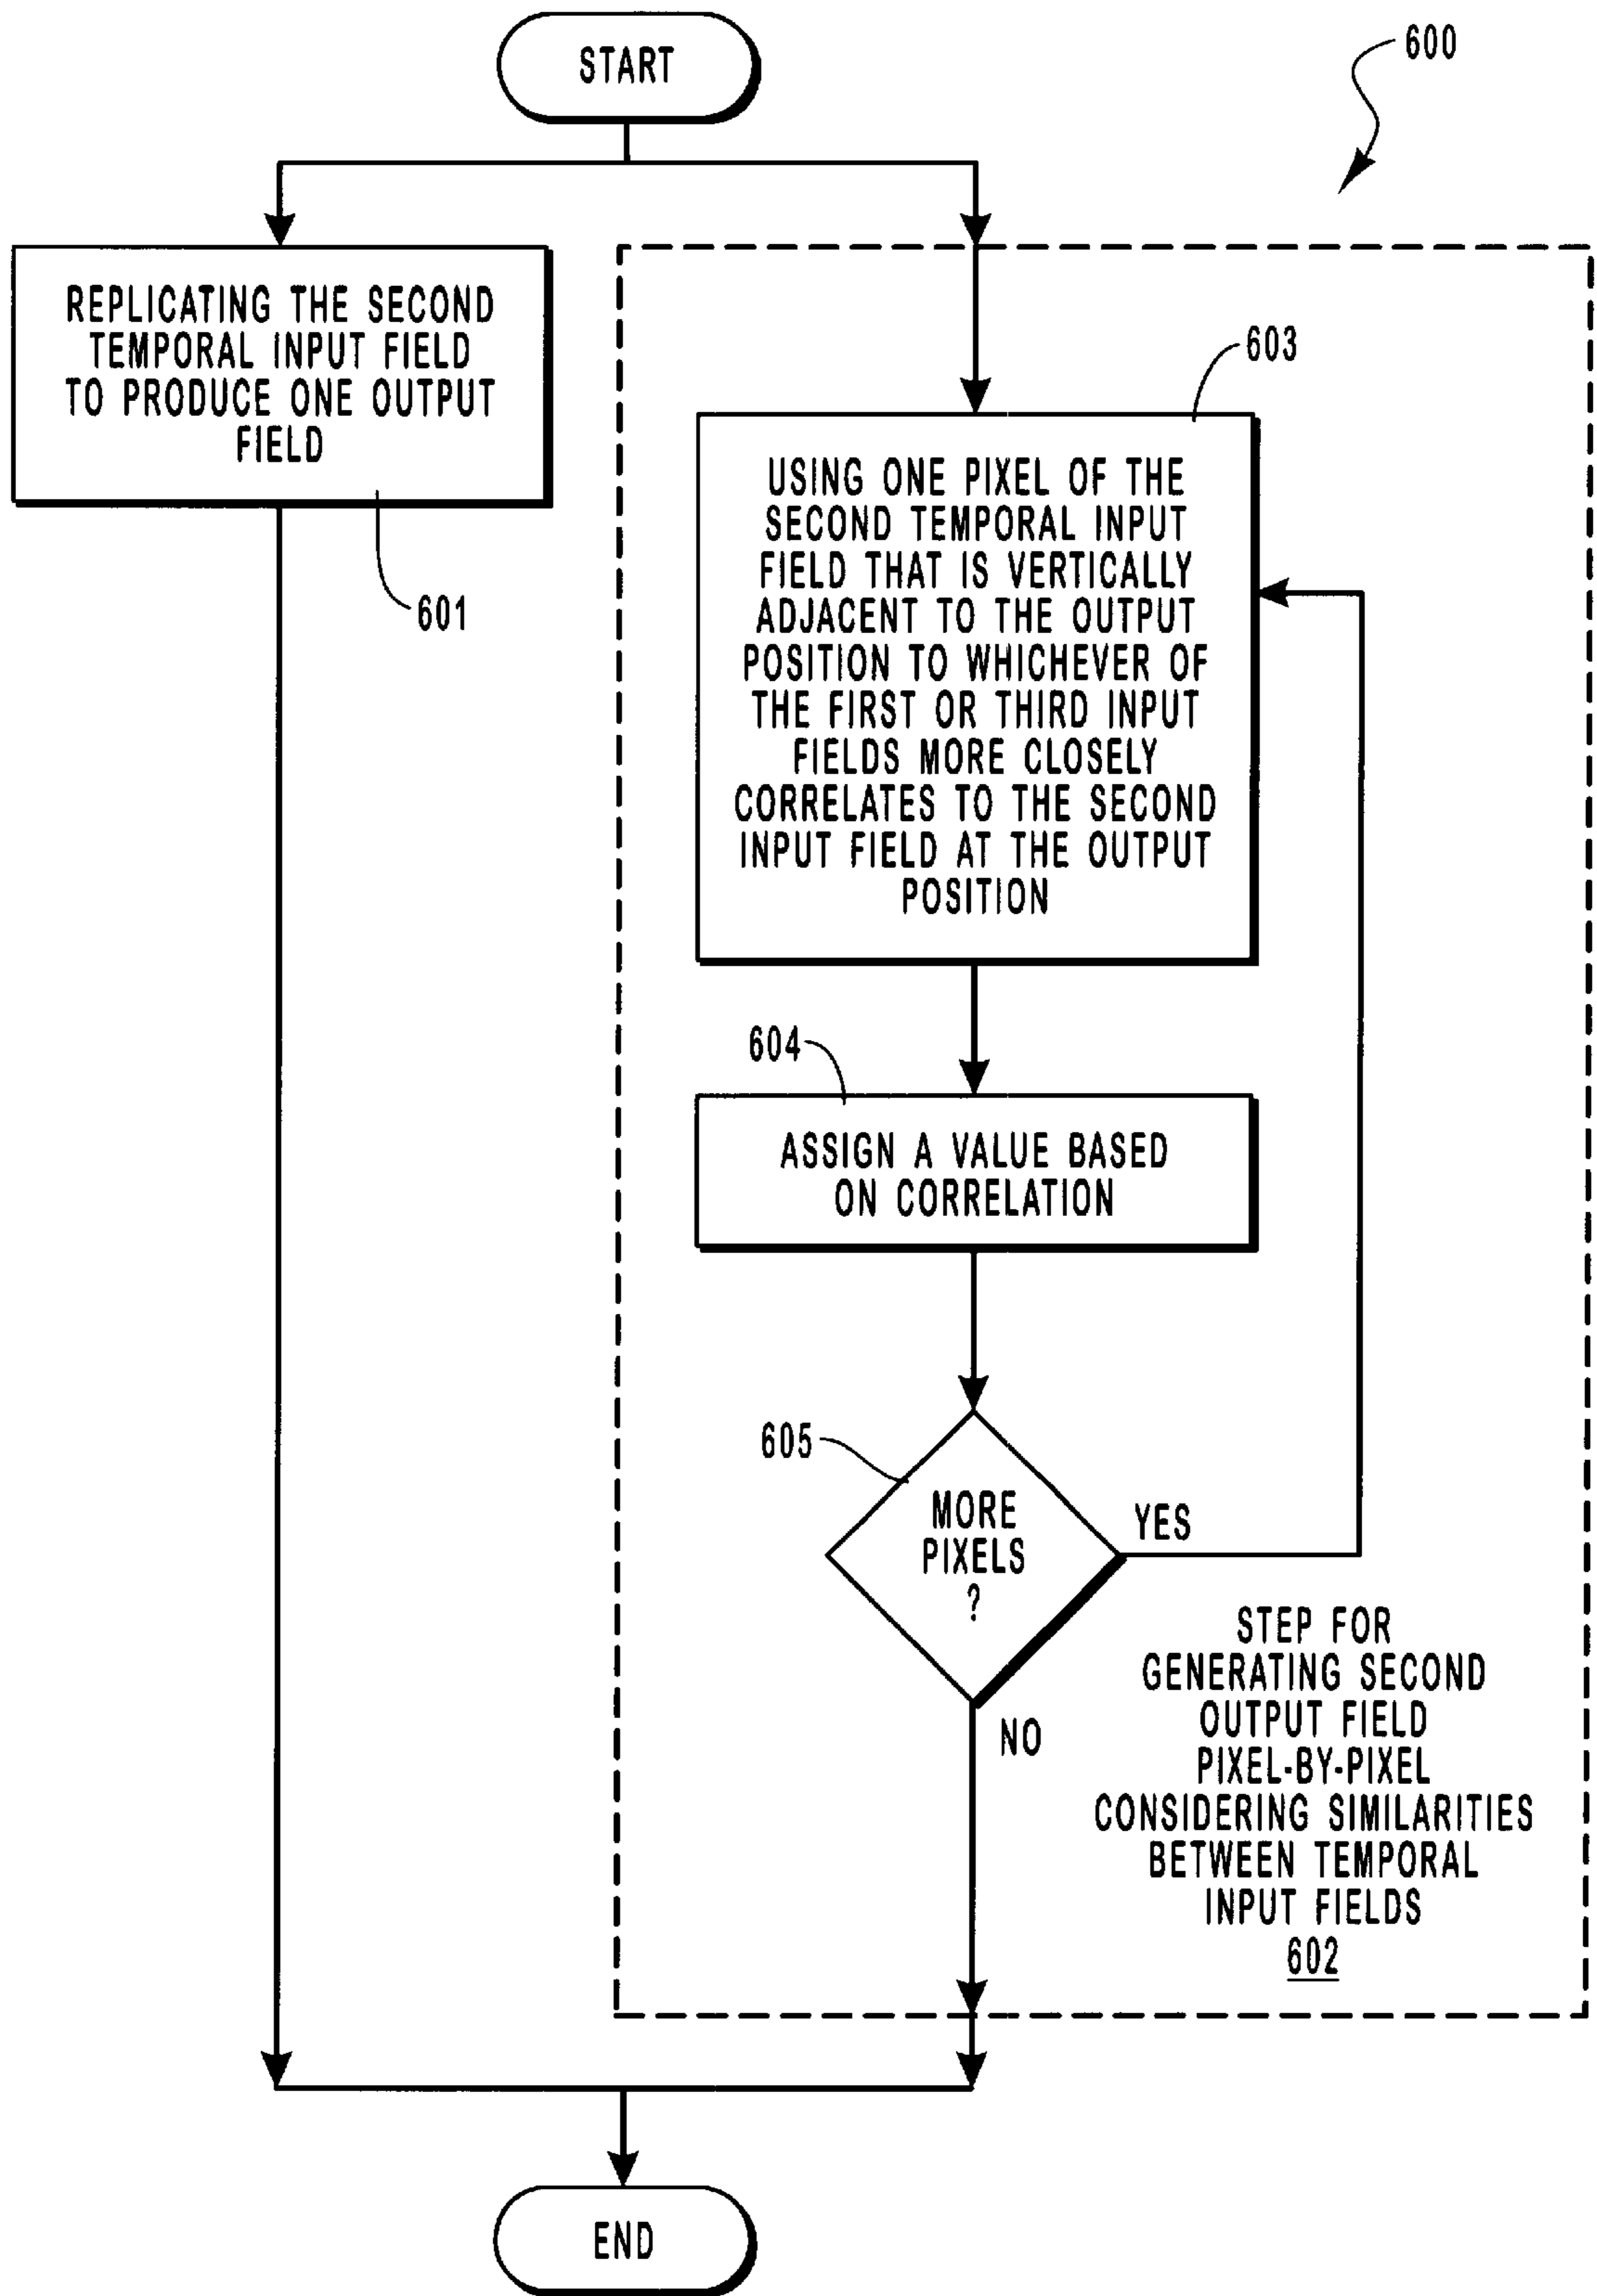 START
600
REPLICATING THE SECOND
TEMPORAL INPUT FIELD
TO PRODUCE ONE OUTPUT
FIELD
601
603
USING ONE PIXEL OF THE
SECOND TEMPORAL INPUT
FIELD THAT IS VERTICALLY
ADJACENT TO THE OUTPUT
POSITION TO WHICHEVER OF
THE FIRST OR THIRD INPUT
FIELDS MORE CLOSELY
CORRELATES TO THE SECOND
INPUT FIELD AT THE OUTPUT
POSITION
604
ASSIGN A VALUE BASED
ON CORRELATION
605
MORE
PIXELS
?
YES
NO
STEP FOR
GENERATING SECOND
OUTPUT FIELD
PIXEL-BY-PIXEL
CONSIDERING SIMILARITIES
BETWEEN TEMPORAL
INPUT FIELDS
602
END